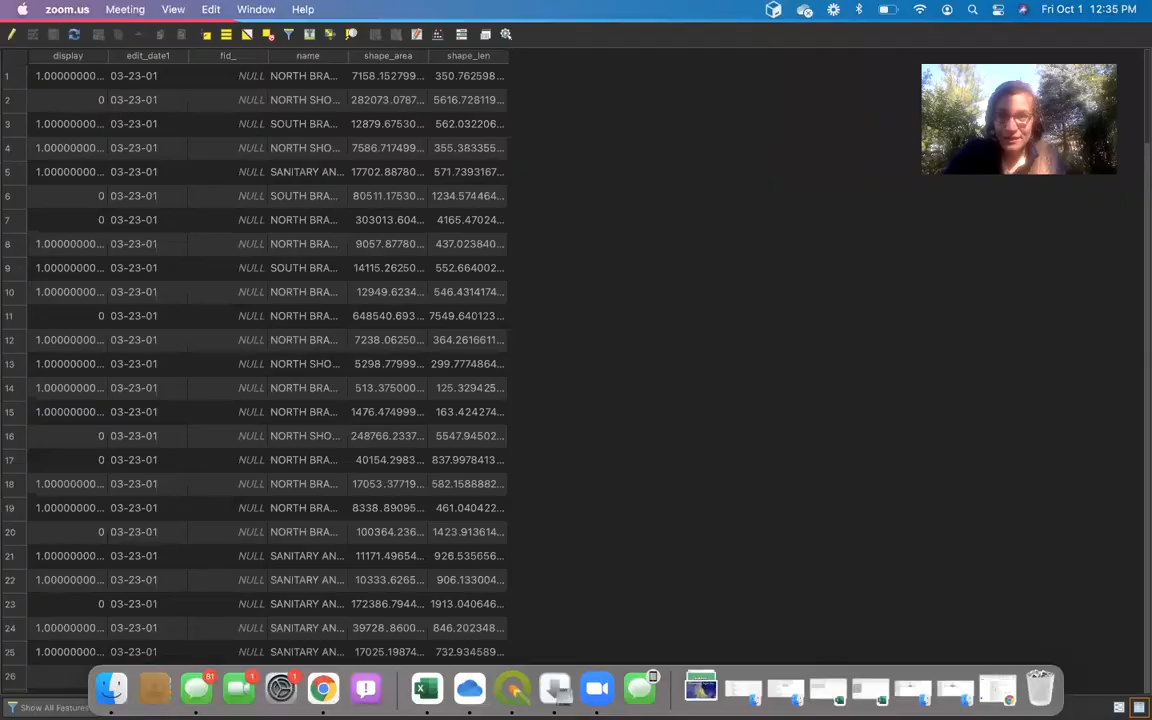 zoom.us Meeting View Edit Window Help Fri Oct 1 12:35 PM
display edit_date1 fid_ name shape_area shape_len
1 1.00000000... 03-23-01 NULL NORTH BRA... 7158.152799... 350.762598...
2 0 03-23-01 NULL NORTH SHO... 282073.0787... 5616.728119...
3 1.00000000... 03-23-01 NULL SOUTH BRA... 12879.67530... 562.032206...
4 1.00000000... 03-23-01 NULL NORTH SHO... 7586.717499... 355.383355...
5 1.00000000... 03-23-01 NULL SANITARY AN... 17702.88780... 571.7393167...
6 0 03-23-01 NULL SOUTH BRA... 80511.17530... 1234.574464...
7 0 03-23-01 NULL NORTH BRA... 303013.604... 4165.47024...
8 1.00000000... 03-23-01 NULL NORTH BRA... 9057.87780... 437.023840...
9 1.00000000... 03-23-01 NULL SOUTH BRA... 14115.26250... 552.664002...
10 1.00000000... 03-23-01 NULL NORTH BRA... 12949.6234... 546.4314174...
11 0 03-23-01 NULL NORTH BRA... 648540.693... 7549.640123...
12 1.00000000... 03-23-01 NULL NORTH BRA... 7238.06250... 364.2616611...
13 1.00000000... 03-23-01 NULL NORTH SHO... 5298.77999... 299.7774864...
14 1.00000000... 03-23-01 NULL NORTH BRA... 513.375000... 125.329425...
15 1.00000000... 03-23-01 NULL NORTH BRA... 1476.474999... 163.424274...
16 0 03-23-01 NULL NORTH SHO... 248766.2337... 5547.94502...
17 0 03-23-01 NULL NORTH BRA... 40154.2983... 837.9978413...
18 1.00000000... 03-23-01 NULL NORTH BRA... 17053.37719... 582.1588882...
19 1.00000000... 03-23-01 NULL NORTH BRA... 8338.89095... 461.040422...
20 0 03-23-01 NULL NORTH BRA... 100364.236... 1423.913614...
21 1.00000000... 03-23-01 NULL SANITARY AN... 11171.49654... 926.535656...
22 1.00000000... 03-23-01 NULL SANITARY AN... 10333.6265... 906.133004...
23 0 03-23-01 NULL SANITARY AN... 172386.7944... 1913.040646...
24 1.00000000... 03-23-01 NULL SANITARY AN... 39728.8600... 846.202348...
25 1.00000000... 03-23-01 NULL SANITARY AN... 17025.19874... 732.934589...
26
81 1 1
Show All Features